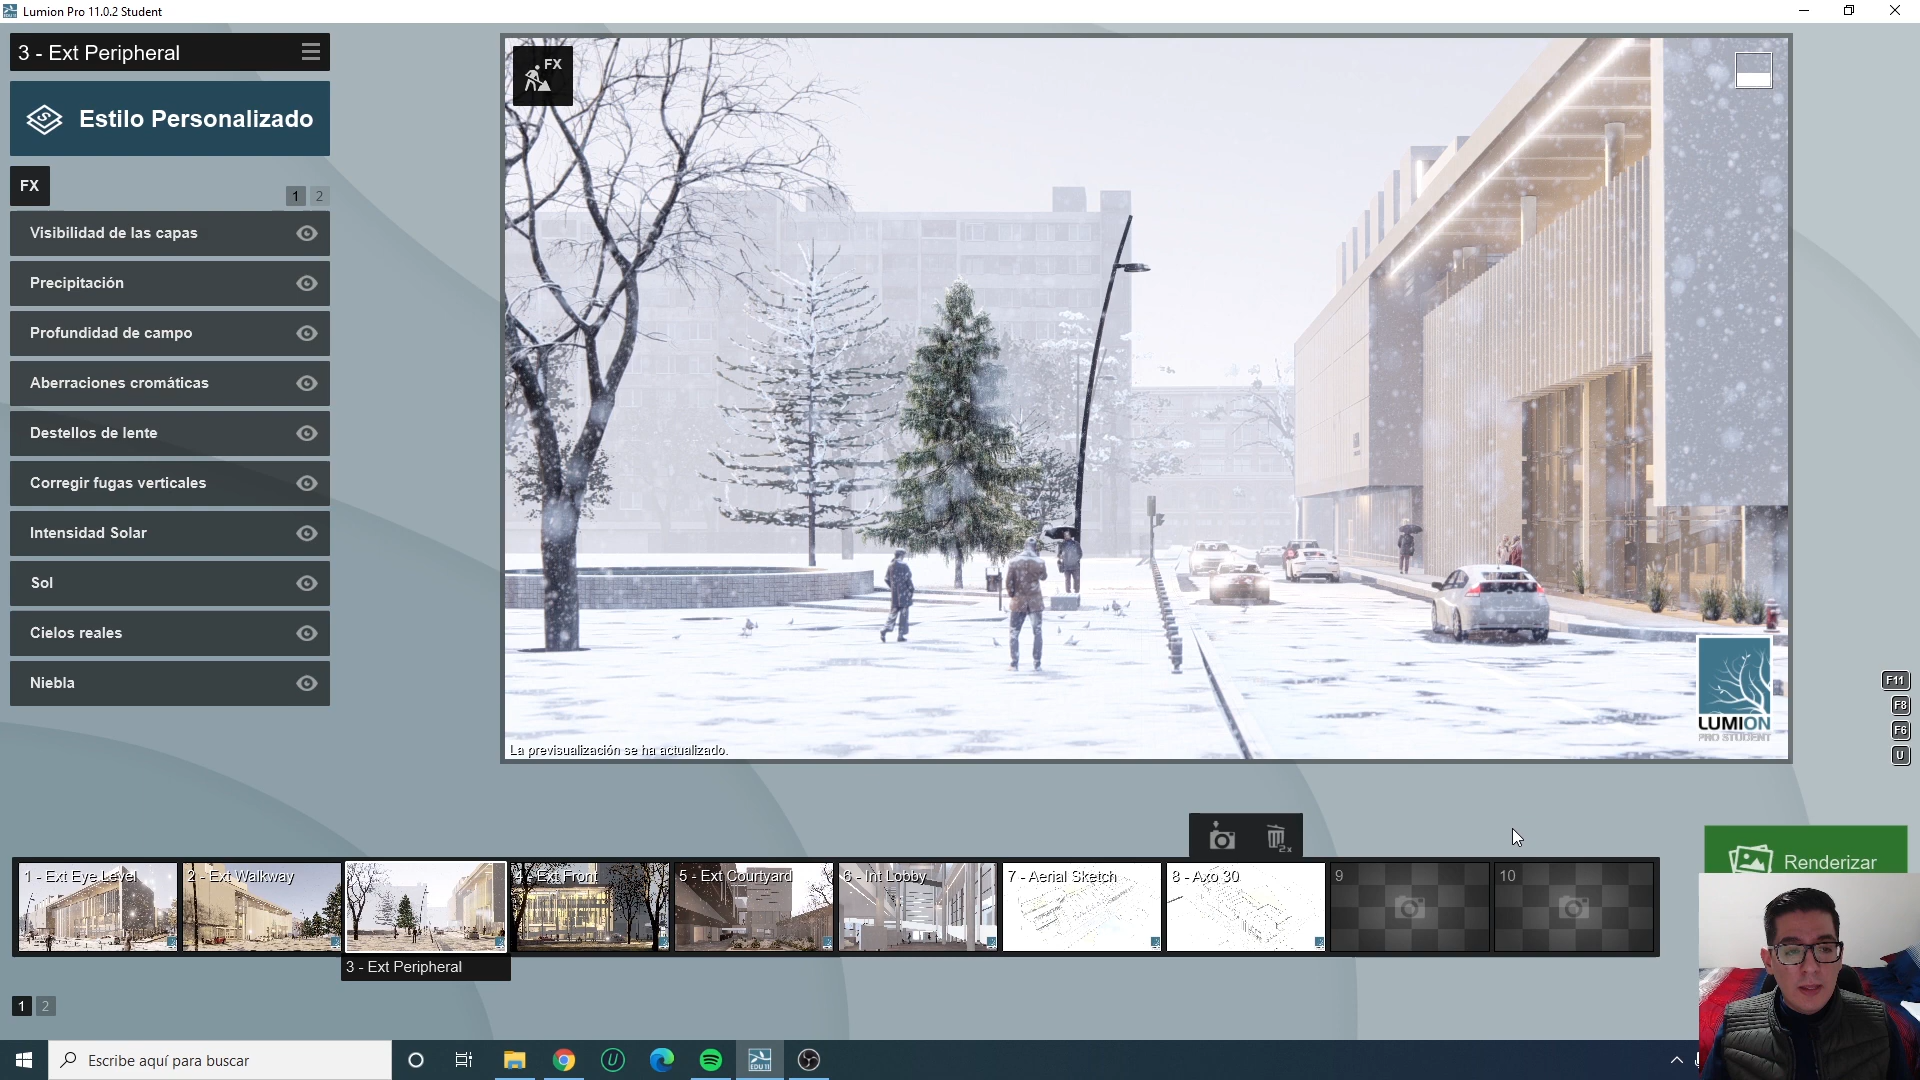 Lumion Pro 11.0.2 Student
3 - Ext Peripheral
Estilo Personalizado
FX
1 2
Visibilidad de las capas
Precipitación
Profundidad de campo
Aberraciones cromáticas
Destellos de lente
Corregir fugas verticales
Intensidad Solar
Sol
Cielos reales
Niebla
FX
LUMION
PRO STUDENT
La previsualización se ha actualizado.
F11
F8
F6
U
2x
Renderizar
1 - Ext Eye Level
2 - Ext Walkway
4 - Ext Front
5 - Ext Courtyard
6 - Int Lobby
7 - Aerial Sketch
8 - Axo 30
9
10
3 - Ext Peripheral
1 2
Escribe aquí para buscar
EDU 11